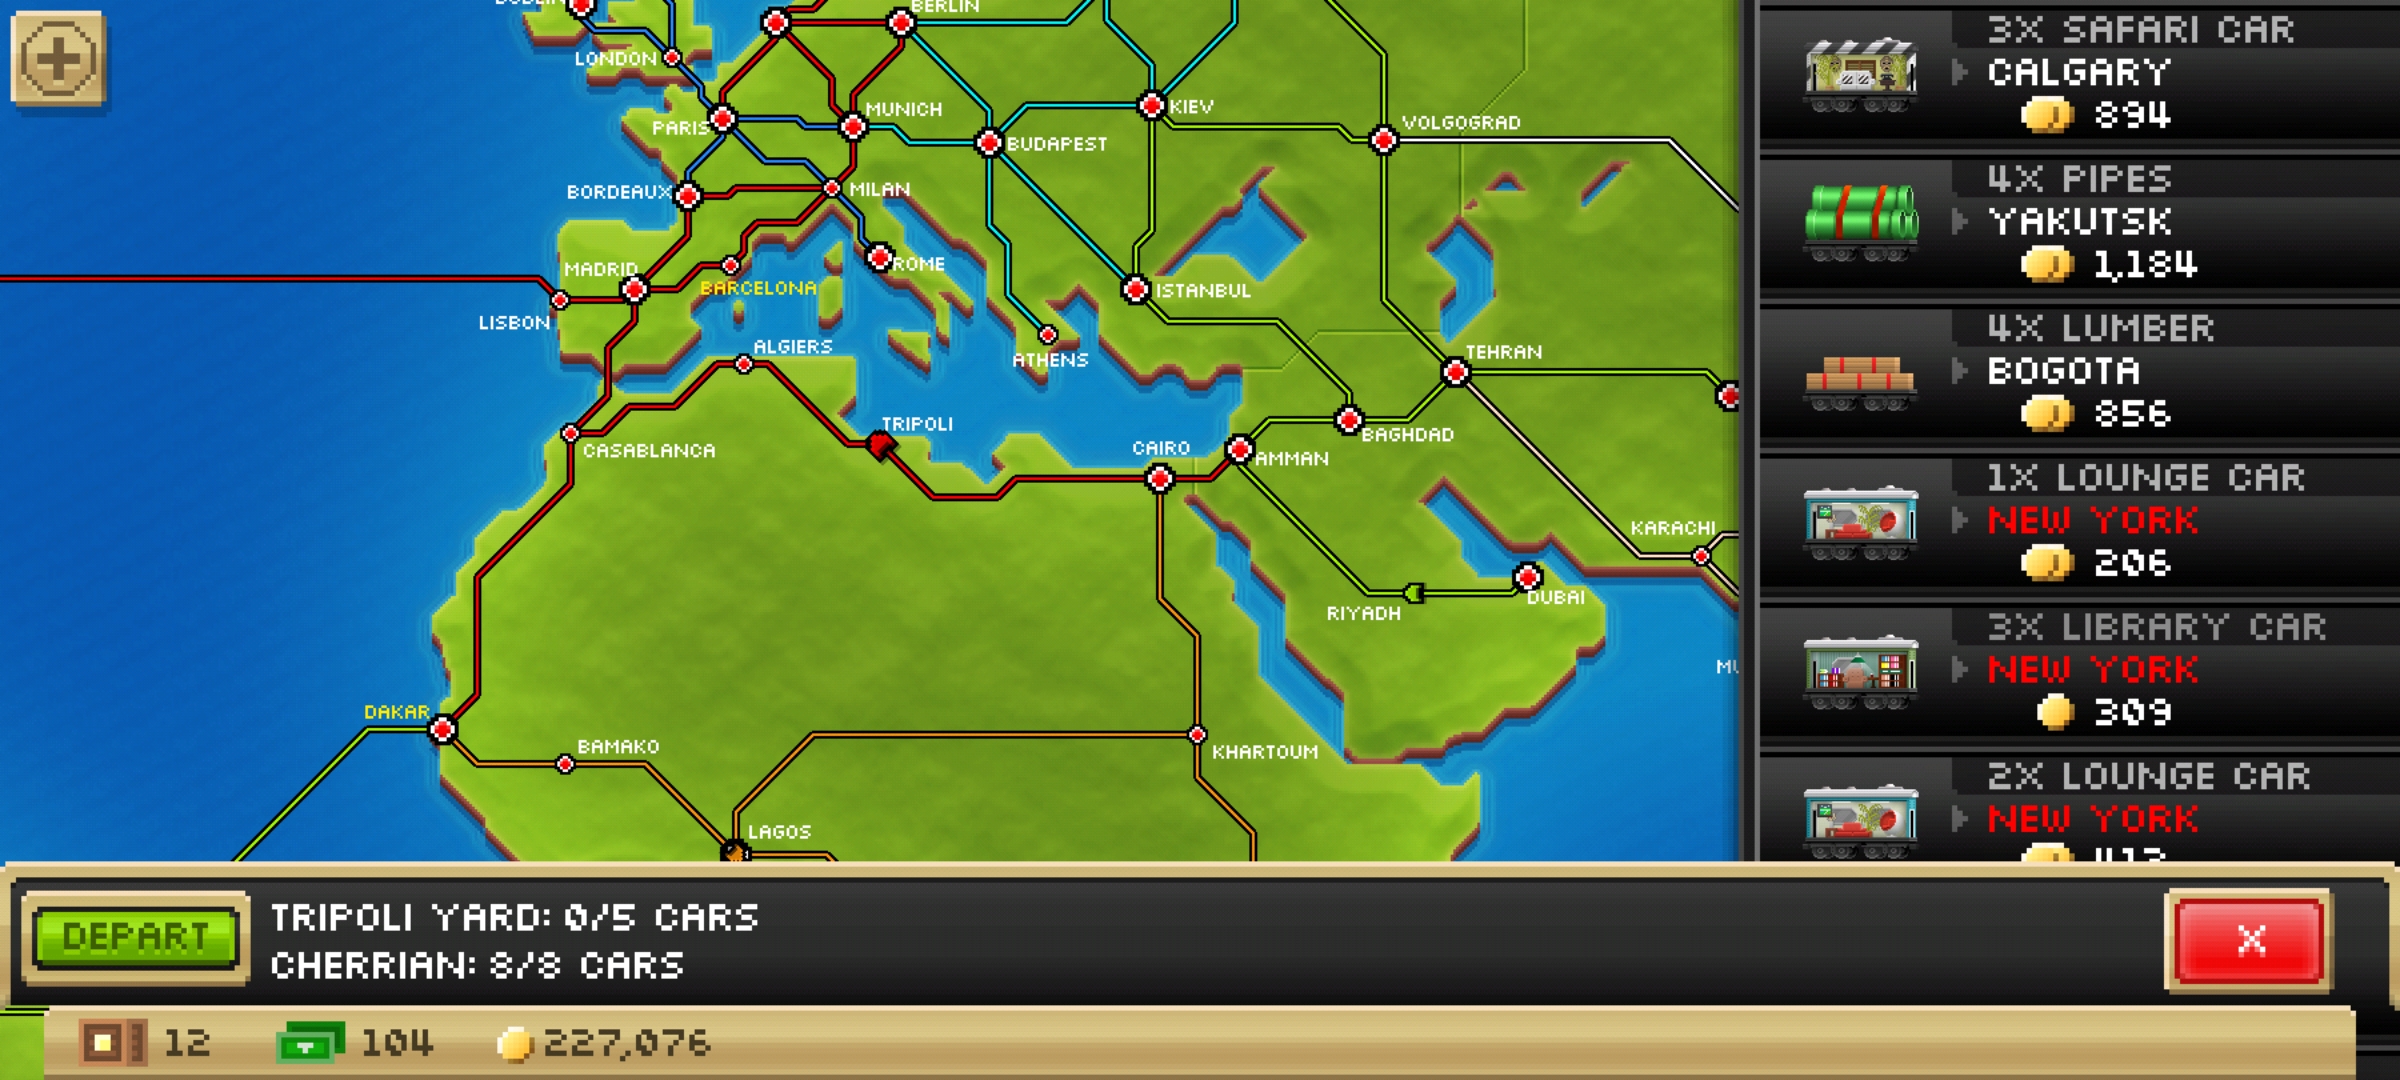 BERLIN
LONDON
PARIS
MUNICH
KIEV
BUDAPEST
VOLGOGRAD
BORDEAUX
MILAN
MADRID
ROME
BARCELONA
ISTANBUL
LISBON
ALGIERS
ATHENS
TEHRAN
TRIPOLI
CASABLANCA
CAIRO
BAGHDAD
AMMAN
KARACHI
RIYADH
DUBAI
DAKAR
BAMAKO
KHARTOUM
LAGOS
3X SAFARI CAR
CALGARY
894
4X PIPES
YAKUTSK
1,184
4X LUMBER
BOGOTA
856
1X LOUNGE CAR
NEW YORK
206
3X LIBRARY CAR
NEW YORK
309
2X LOUNGE CAR
NEW YORK
DEPART
TRIPOLI YARD: 0/5 CARS
CHERRIAN: 8/8 CARS
X
12
104
227,076